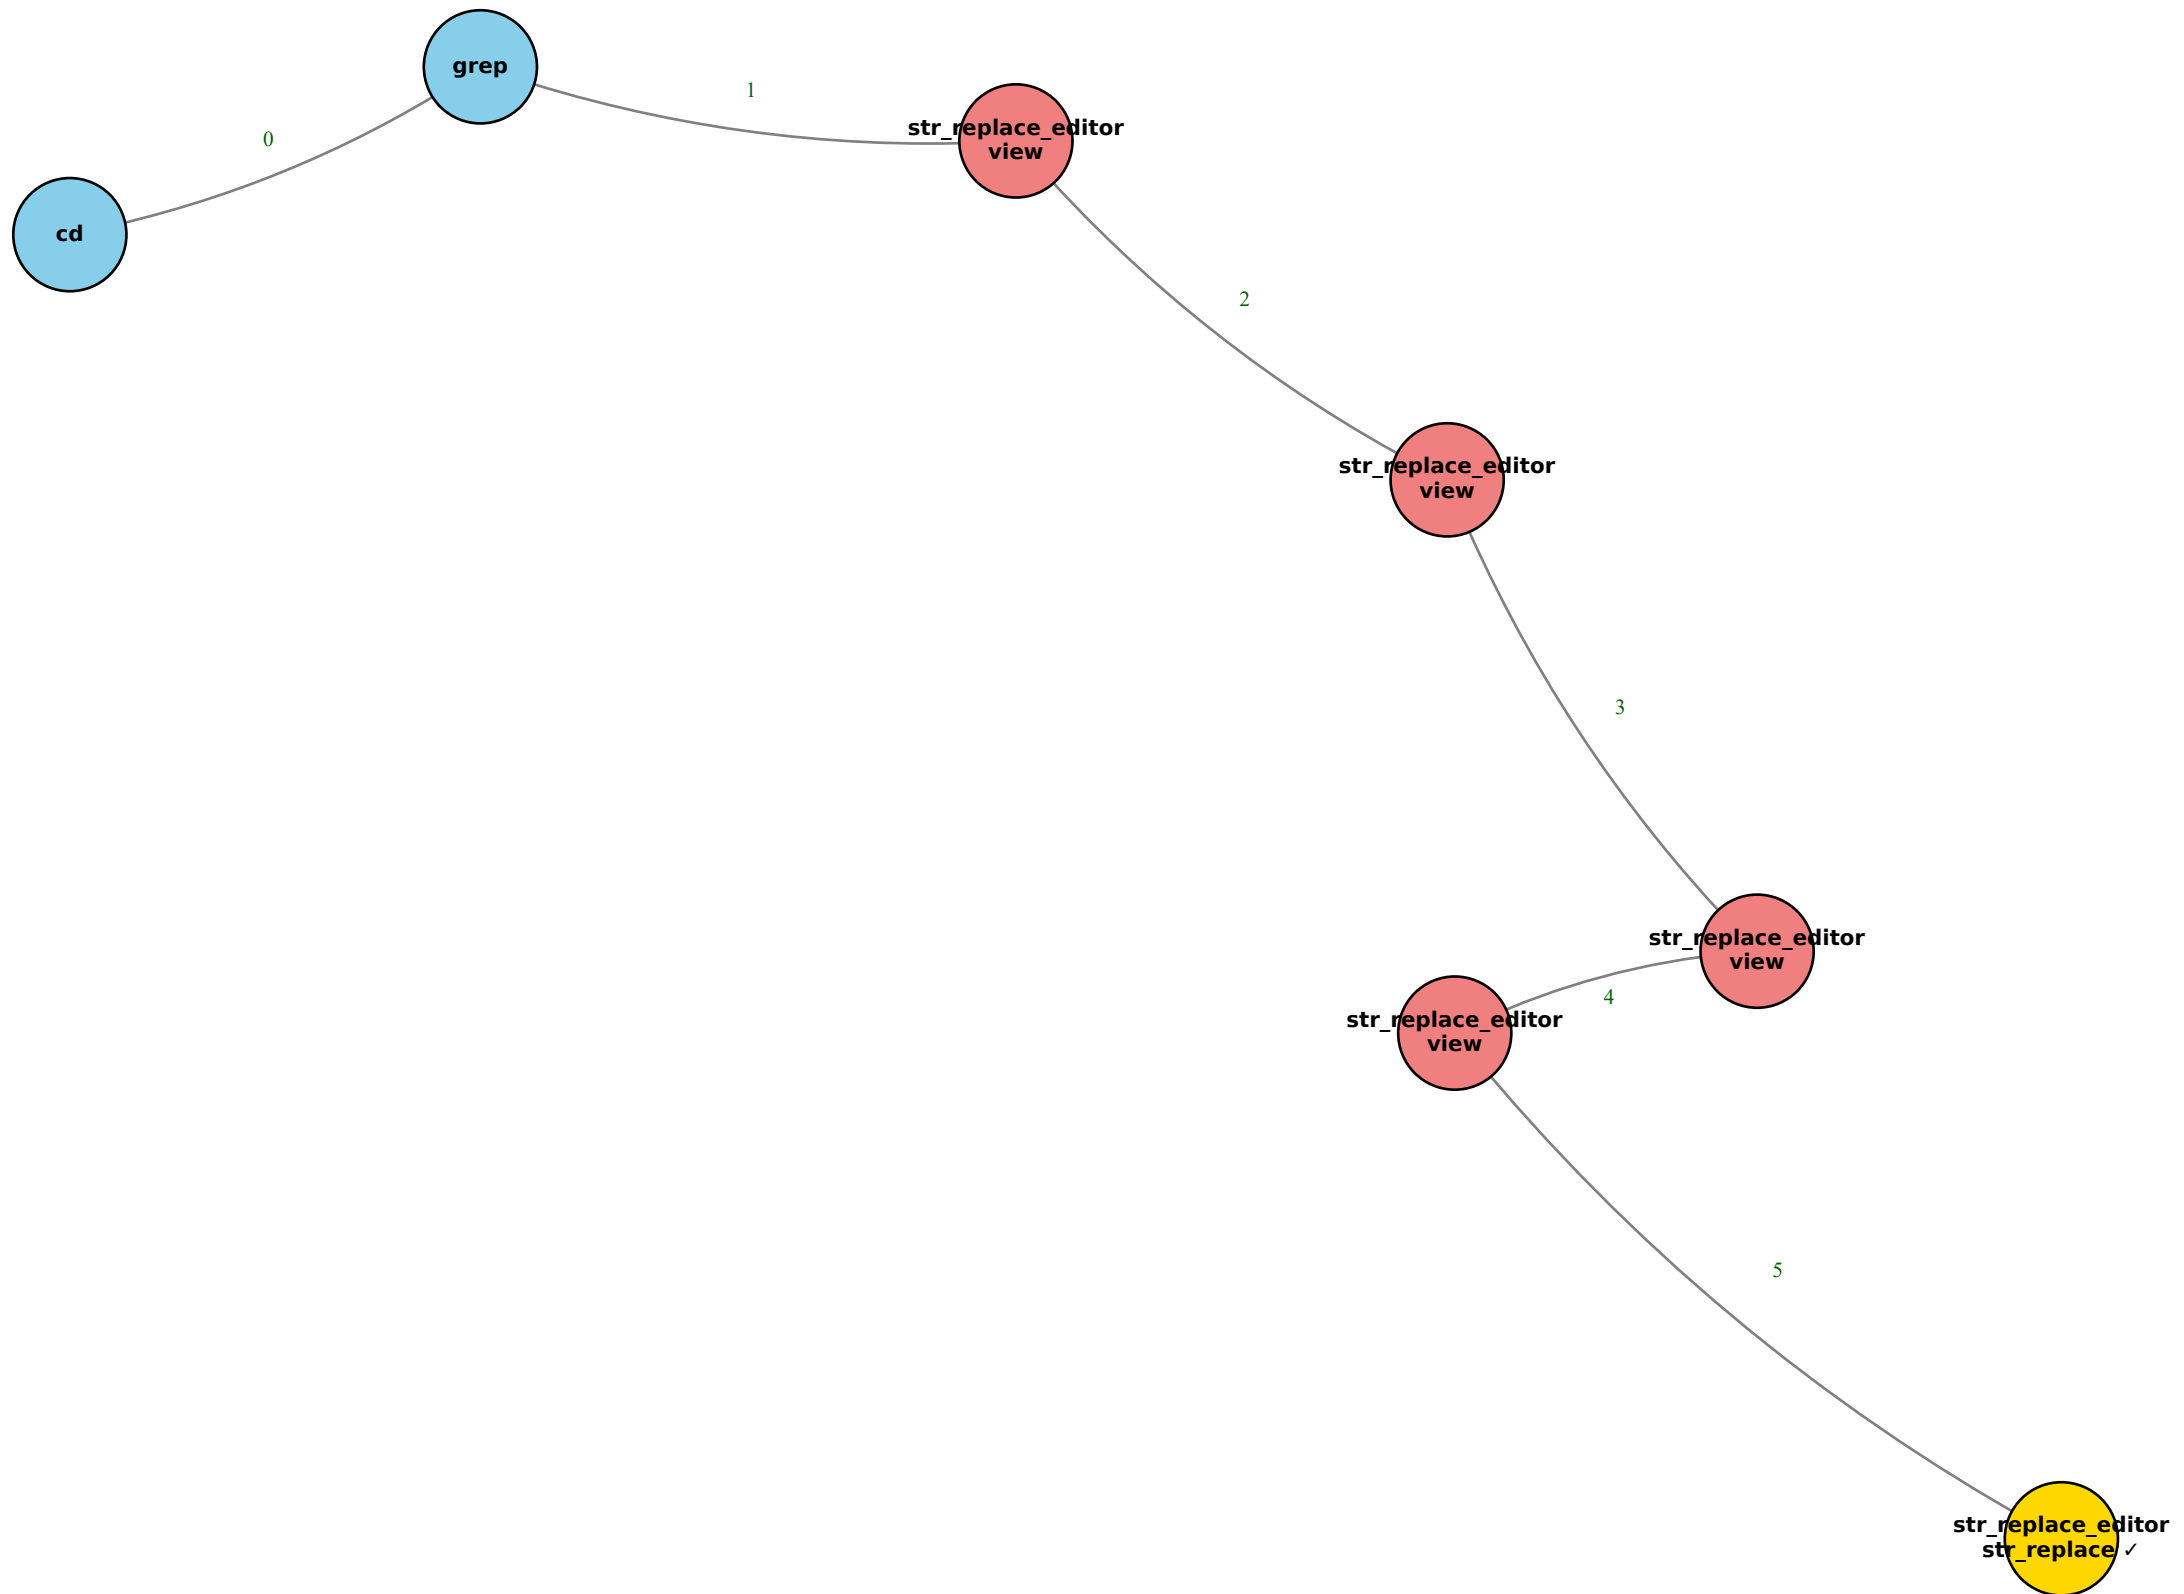 grep
1
str_replace_editor
view
0
cd
2
str_replace_editor
view
3
str_replace_editor
view
4
str_replace_editor
view
5
str_replace_editor
str_replace ✓